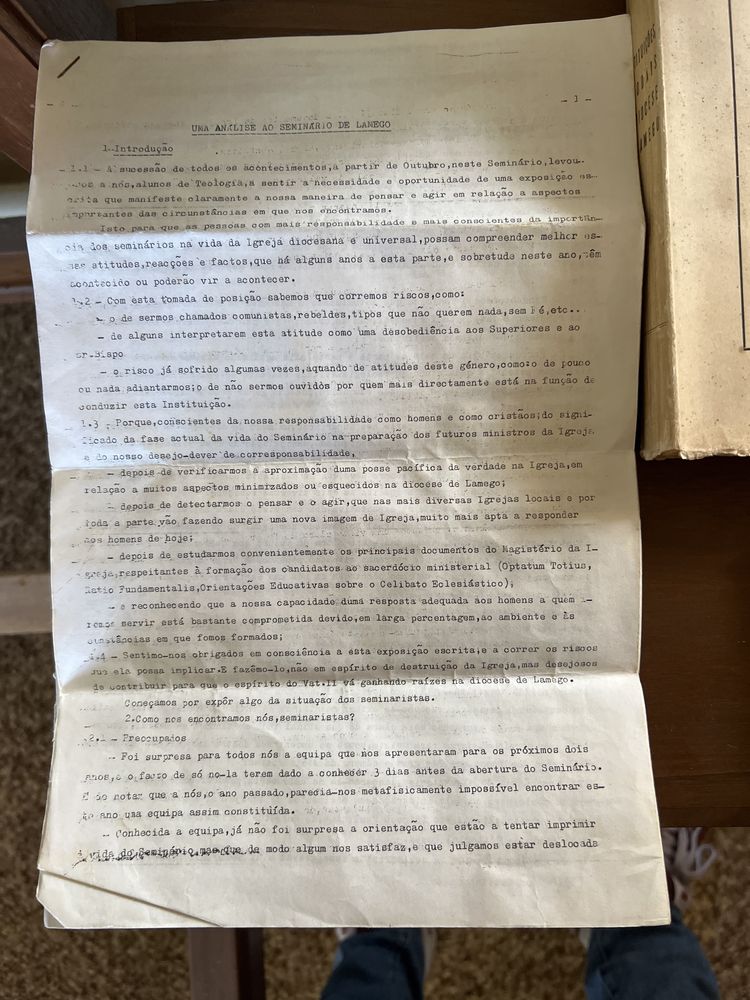 - 1 -
UMA ANÁLISE AO SEMINÁRIO DE LAMEGO
1-Introdução
1.1 - A sucessão de todos os acontecimentos,a partir de Outubro,neste Seminário,levou-
nos a nós,alunos de Teologia,a sentir a necessidade e oportunidade de uma exposição es-
crita que manifeste claramente a nossa maneira de pensar e agir em relação a aspectos
importantes das circunstâncias em que nos encontramos.
Isto para que as pessoas com mais responsabilidade e mais conscientes da importân-
cia dos seminários na vida da Igreja diocesana e universal,possam compreender melhor es-
sas atitudes,reacções e factos,que há alguns anos a esta parte,e sobretudo neste ano,têm
acontecido ou poderão vir a acontecer.
1.2 - Com esta tomada de posição sabemos que corremos riscos,como:
- o de sermos chamados comunistas,rebeldes,tipos que não querem nada,sem Fé,etc..
- de alguns interpretarem esta atitude como uma desobediência aos Superiores e ao
sr.Bispo
- o risco já sofrido algumas vezes,aquando de atitudes deste género,como:o de pouco
ou nada adiantarmos;o de não sermos ouvidos por quem mais directamente está na função de
conduzir esta Instituição.
1.3 - Porque,conscientes da nossa responsabilidade como homens e como cristãos;do signi-
ficado da fase actual da vida do Seminário na preparação dos futuros ministros da Igreja
e do nosso desejo-dever de corresponsabilidade,
- depois de verificarmos a aproximação duma posse pacífica da verdade na Igreja,em
relação a muitos aspectos minimizados ou esquecidos na diocese de Lamego;
- depois de detectarmos o pensar e o agir,que nas mais diversas Igrejas locais e por
toda a parte vão fazendo surgir uma nova imagem de Igreja,muito mais apta a responder
aos homens de hoje;
- depois de estudarmos convenientemente os principais documentos do Magistério da I-
greja,respeitantes à formação dos candidatos ao sacerdócio ministerial (Optatum Totius,
Ratio Fundamentalis,Orientações Educativas sobre o Celibato Eclesiástico);
- e reconhecendo que a nossa capacidade duma resposta adequada aos homens a quem i-
remos servir está bastante comprometida devido,em larga percentagem,ao ambiente e às
cunstâncias em que fomos formados;
1.4 - Sentimo-nos obrigados em consciência a esta exposição escrita,e a correr os riscos
que ela possa implicar.E fazêmo-lo,não em espírito de destruição da Igreja,mas desejosos
de contribuir para que o espírito do Vat.II vá ganhando raízes na diocese de Lamego.
Começamos por expôr algo da situação dos seminaristas.
2.Como nos encontramos nós,seminaristas?
2.1 - Preocupados
- Foi surpresa para todos nós a equipa que nos apresentaram para os próximos dois
anos,e o facto de só no-la terem dado a conhecer 3 dias antes da abertura do Seminário.
É de notar que a nós,o ano passado,parecia-nos metafisicamente impossível encontrar es-
te ano uma equipa assim constituída.
- Conhecida a equipa,já não foi surpresa a orientação que estão a tentar imprimir
à vida do Seminário,mas que de modo algum nos satisfaz,e que julgamos estar deslocada
LAMEGO